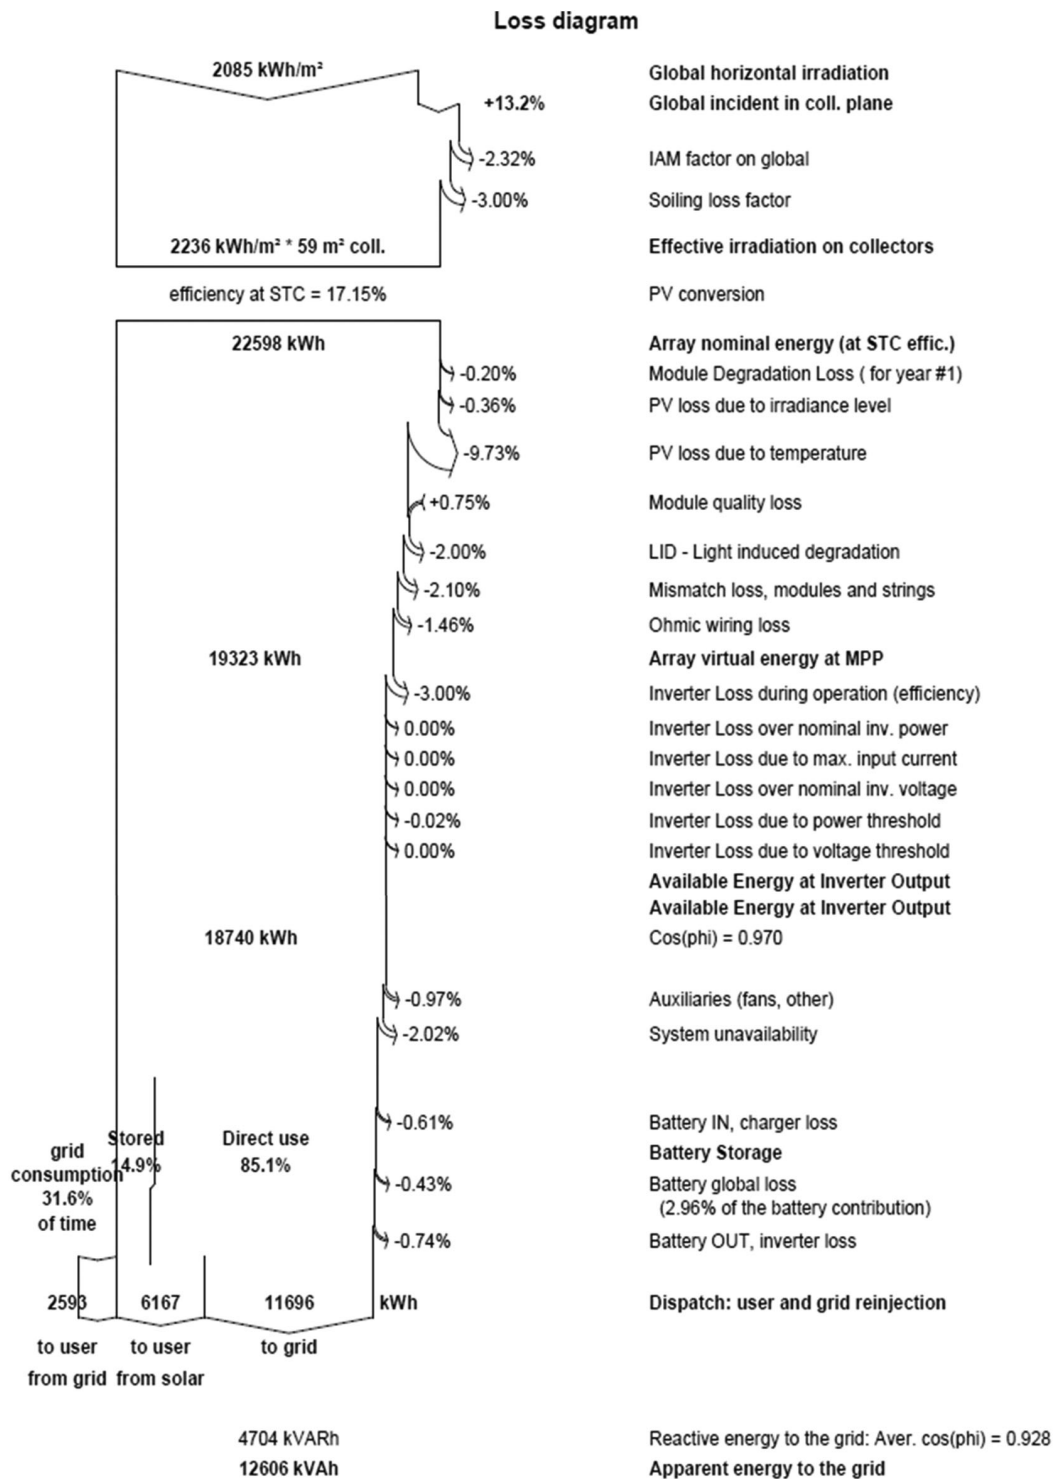 Loss diagram
2085 kWh/m² Global horizontal irradiation
+13.2% Global incident in coll. plane
-2.32% IAM factor on global
-3.00% Soiling loss factor
2236 kWh/m² * 59 m² coll. Effective irradiation on collectors
efficiency at STC = 17.15% PV conversion
22598 kWh Array nominal energy (at STC effic.)
-0.20% Module Degradation Loss ( for year #1)
-0.36% PV loss due to irradiance level
-9.73% PV loss due to temperature
+0.75% Module quality loss
-2.00% LID - Light induced degradation
-2.10% Mismatch loss, modules and strings
-1.46% Ohmic wiring loss
19323 kWh Array virtual energy at MPP
-3.00% Inverter Loss during operation (efficiency)
0.00% Inverter Loss over nominal inv. power
0.00% Inverter Loss due to max. input current
0.00% Inverter Loss over nominal inv. voltage
-0.02% Inverter Loss due to power threshold
0.00% Inverter Loss due to voltage threshold
Available Energy at Inverter Output
Available Energy at Inverter Output
18740 kWh Cos(phi) = 0.970
-0.97% Auxiliaries (fans, other)
-2.02% System unavailability
-0.61% Battery IN, charger loss
Stored Direct use
grid Battery Storage
14.9% 85.1%
consumption
-0.43% Battery global loss
31.6%
(2.96% of the battery contribution)
of time
-0.74% Battery OUT, inverter loss
2593 6167 11696 kWh Dispatch: user and grid reinjection
to user to user to grid
from grid from solar
4704 kVARh Reactive energy to the grid: Aver. cos(phi) = 0.928
12606 kVAh Apparent energy to the grid